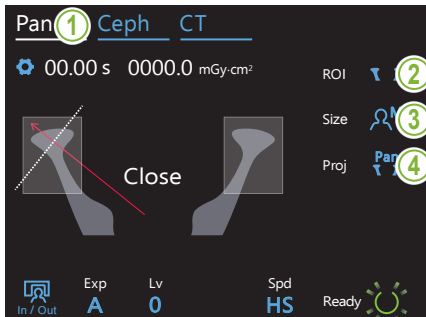 Pan 1 Ceph CT
00.00 s 0000.0 mGy·cm²
ROI 2
Size M 3
Close
Proj Pan 4
In / Out
Exp
A
Lv
0
Spd
HS
Ready